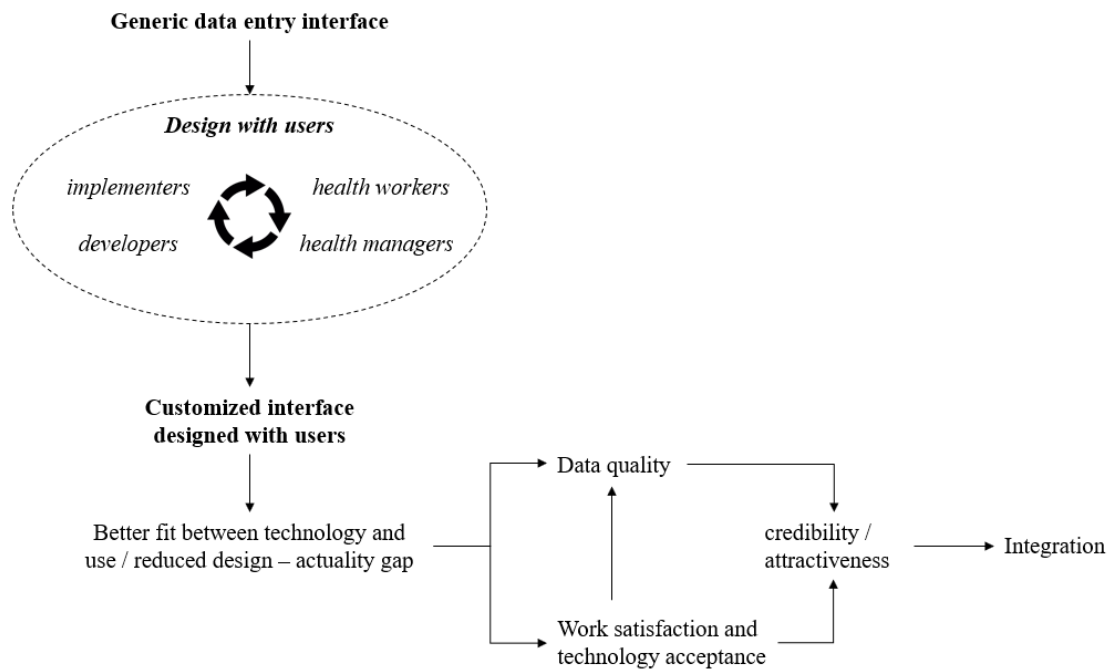 Generic data entry interface
Design with users
implementers
health workers
developers
health managers
Customized interface
designed with users
Better fit between technology and
use / reduced design – actuality gap
Data quality
Work satisfaction and
technology acceptance
credibility /
attractiveness
Integration